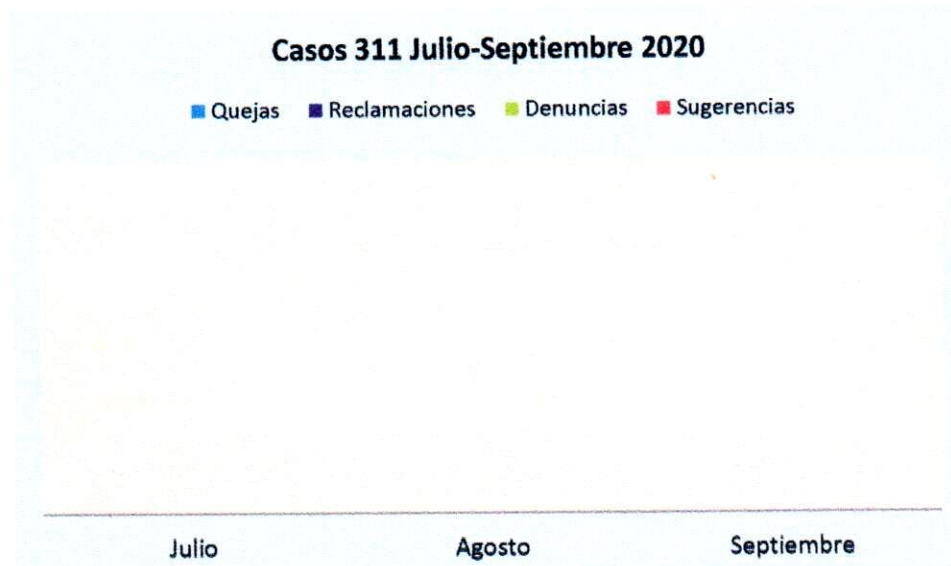 Casos 311 Julio-Septiembre 2020
Quejas Reclamaciones Denuncias Sugerencias
Julio Agosto Septiembre